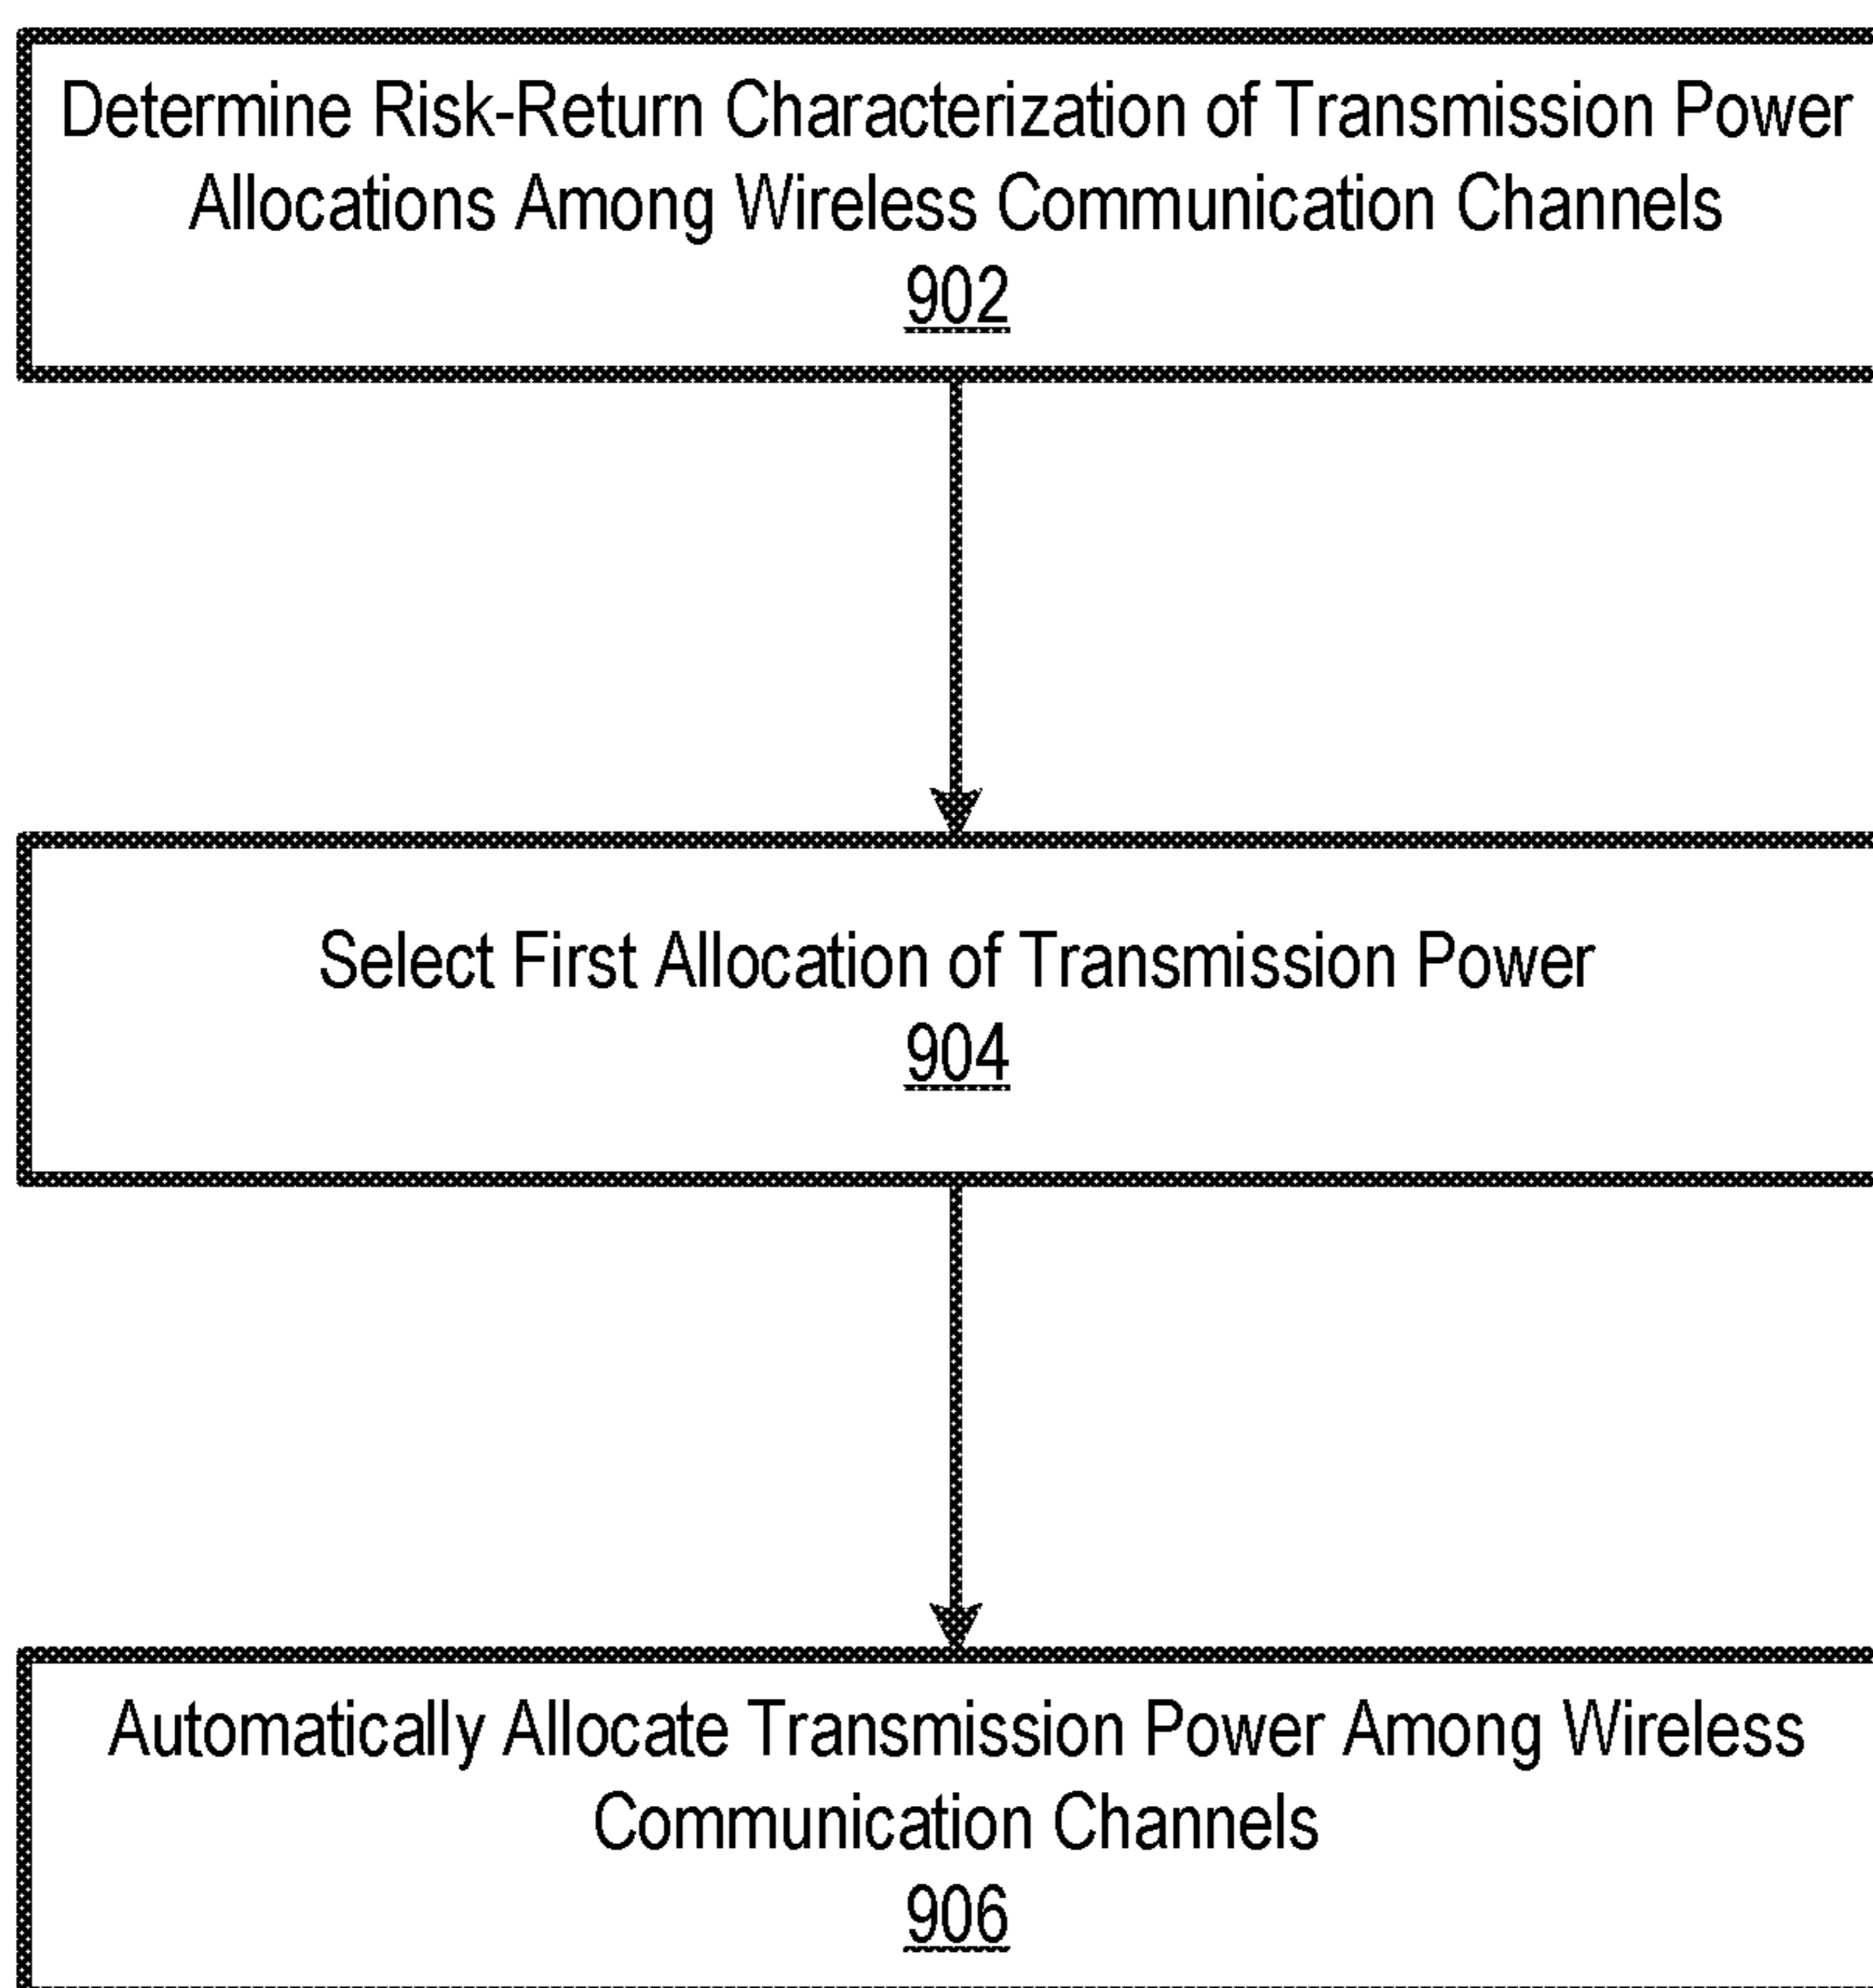 Determine Risk-Return Characterization of Transmission Power
Allocations Among Wireless Communication Channels
902
Select First Allocation of Transmission Power
904
Automatically Allocate Transmission Power Among Wireless
Communication Channels
906